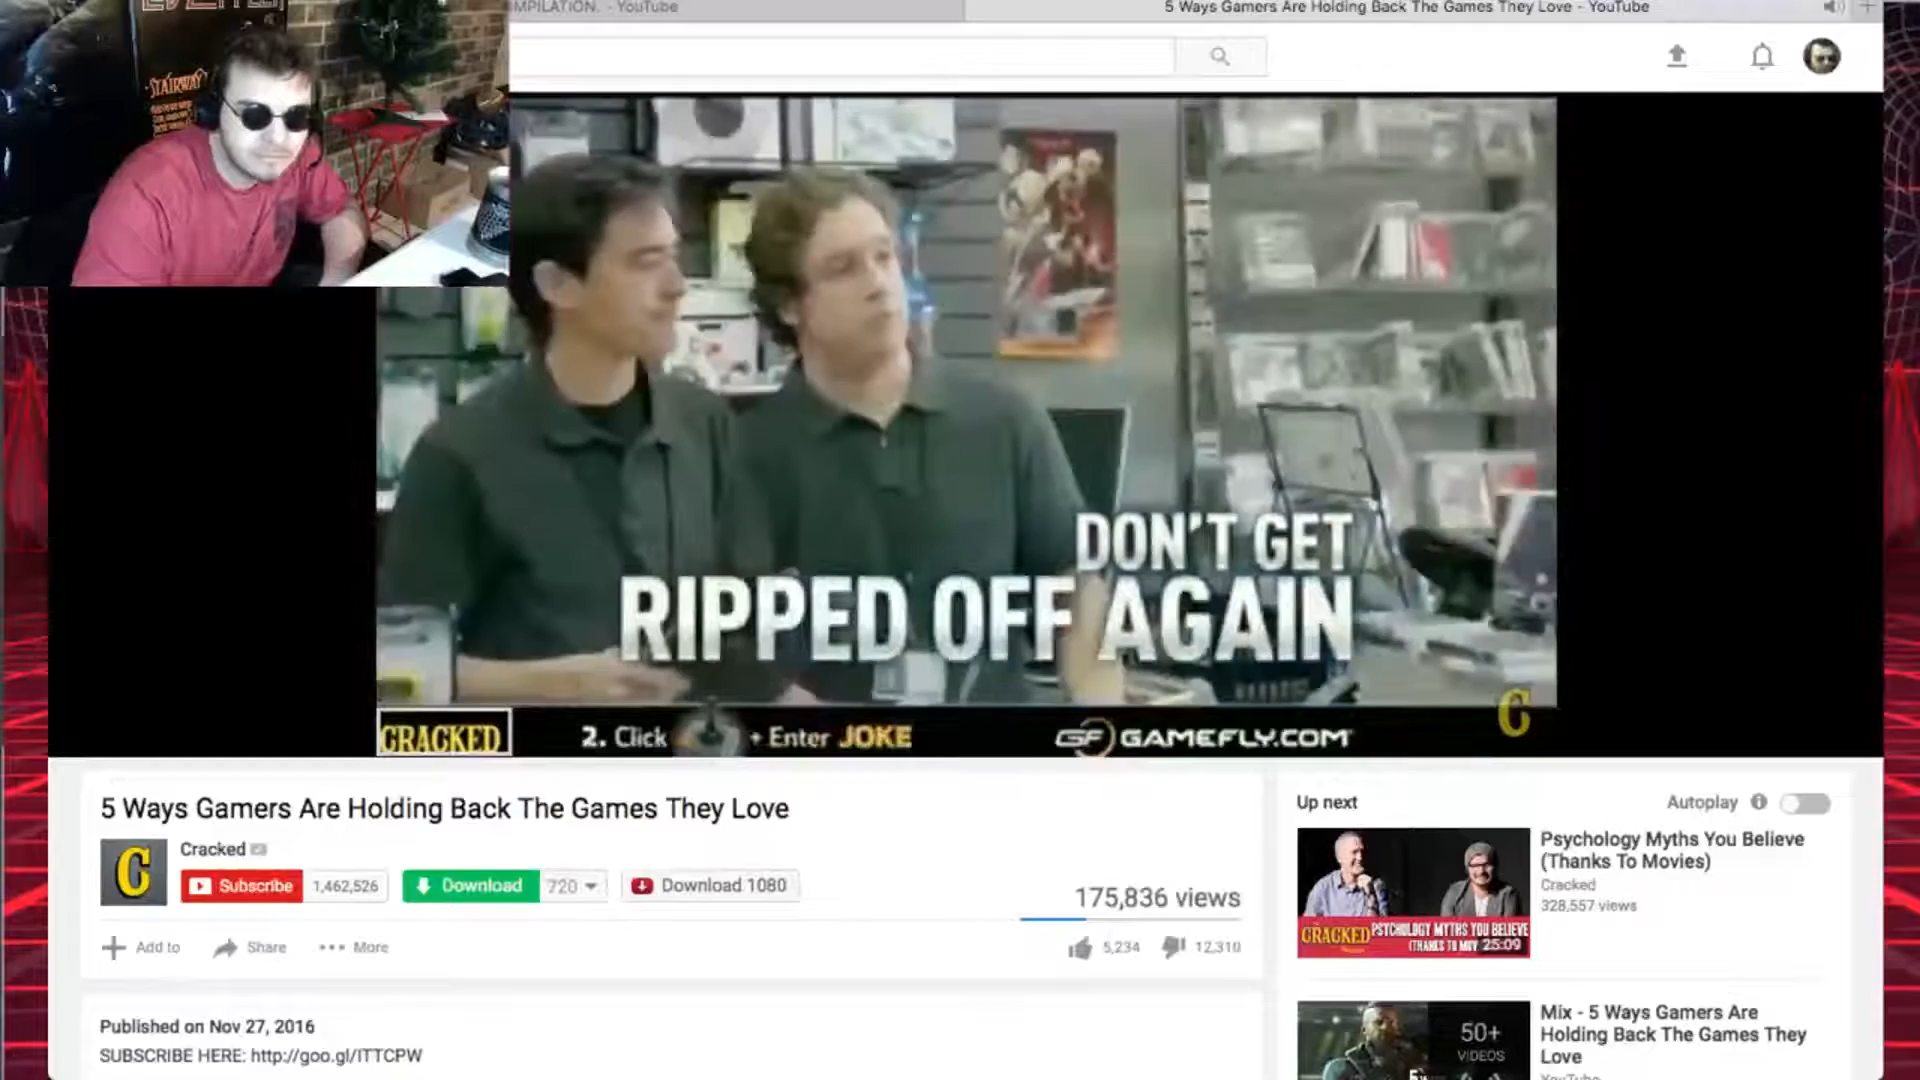 MPILATION. - YouTube
5 Ways Gamers Are Holding Back The Games They Love - YouTube
STAIRWAY
DON'T GET
RIPPED OFF AGAIN
CRACKED
2. Click + Enter JOKE
GF GAMEFLY.COM
C
5 Ways Gamers Are Holding Back The Games They Love
C
Cracked
Subscribe 1,462,526
Download 720
Download 1080
175,836 views
Add to
Share
More
5,234
12,310
Published on Nov 27, 2016
SUBSCRIBE HERE: http://goo.gl/ITTCPW
Up next
Autoplay
CRACKED
PSYCHOLOGY MYTHS YOU BELIEVE
(THANKS TO MOV
25:09
Psychology Myths You Believe
(Thanks To Movies)
Cracked
328,557 views
50+
VIDEOS
Mix - 5 Ways Gamers Are
Holding Back The Games They
Love
YouTube